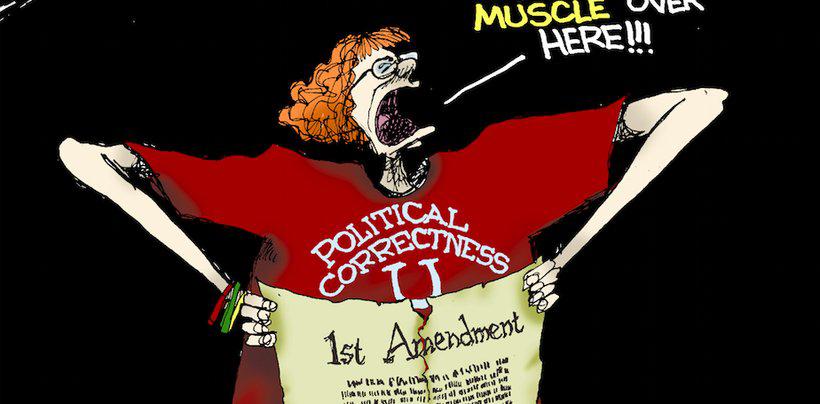 MUSCLE OVER
HERE!!!
POLITICAL
CORRECTNESS
U
1st Amendment